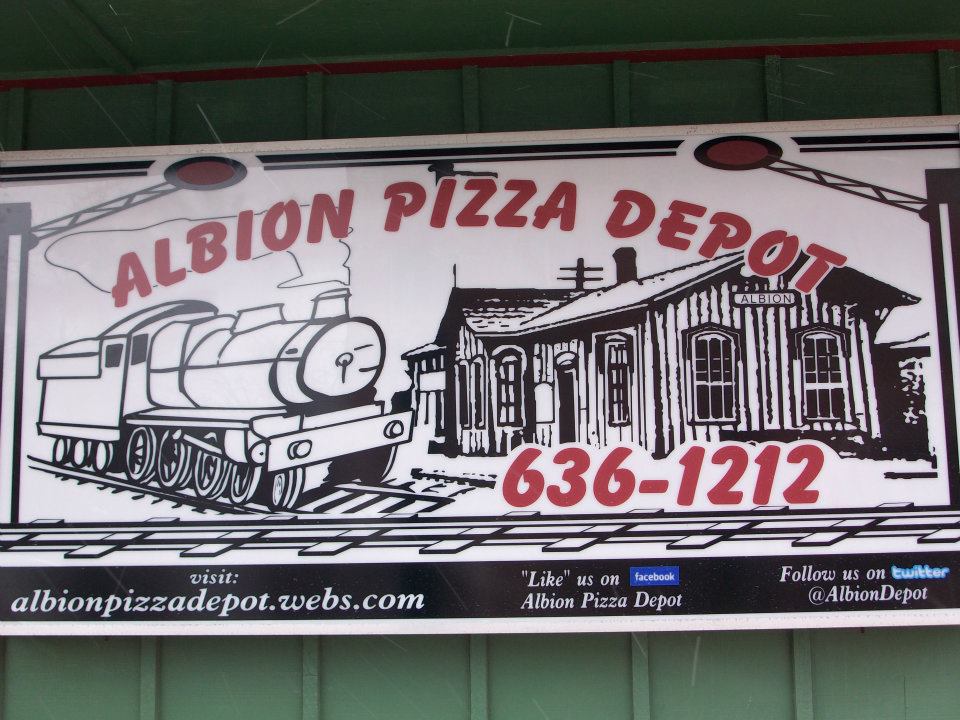 ALBION PIZZA DEPOT
ALBION
636-1212
visit:
albionpizzadepot.webs.com
"Like" us on facebook
Albion Pizza Depot
Follow us on twitter
@AlbionDepot